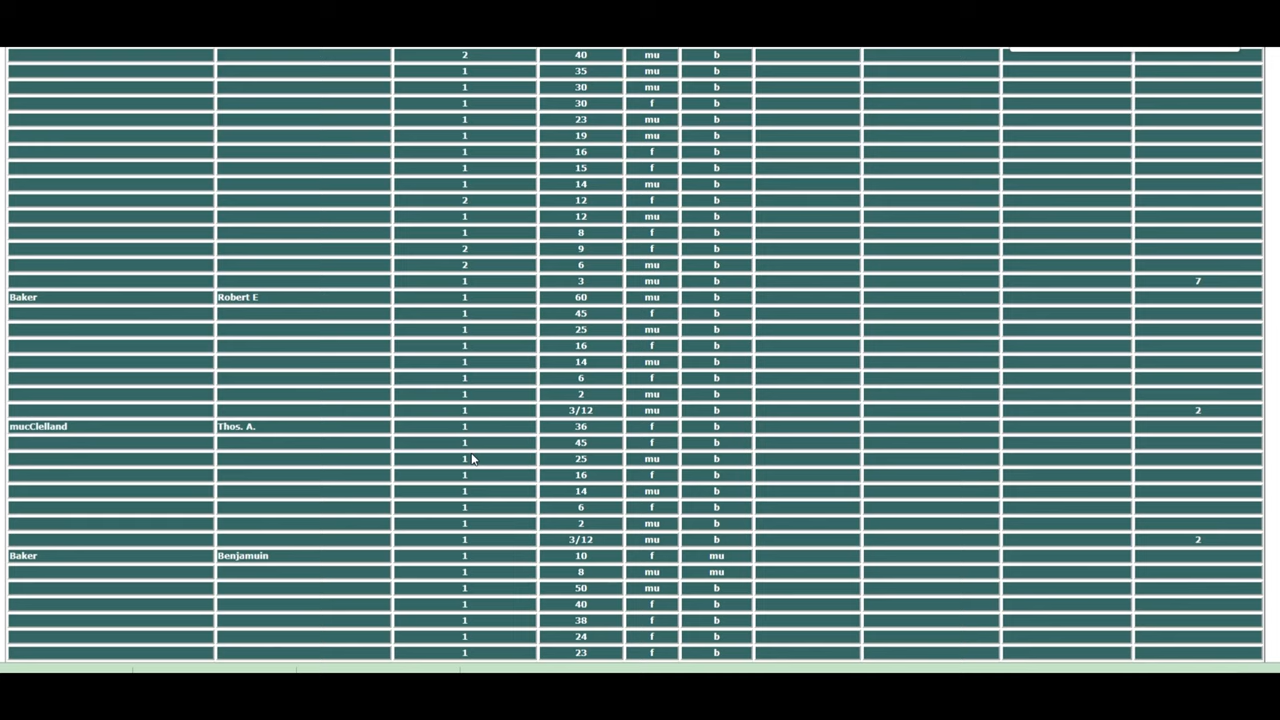 2 40 mu b
1 35 mu b
1 30 mu b
1 30 f b
1 23 mu b
1 19 mu b
1 16 f b
1 15 f b
1 14 mu b
2 12 f b
1 12 mu b
1 8 f b
2 9 f b
2 6 mu b
1 3 mu b 7
Baker Robert E 1 60 mu b
1 45 f b
1 25 mu b
1 16 f b
1 14 mu b
1 6 f b
1 2 mu b
1 3/12 mu b 2
mucClelland Thos. A. 1 36 f b
1 45 f b
1 25 mu b
1 16 f b
1 14 mu b
1 6 f b
1 2 mu b
1 3/12 mu b 2
Baker Benjamuin 1 10 f mu
1 8 mu mu
1 50 mu b
1 40 f b
1 38 f b
1 24 f b
1 23 f b